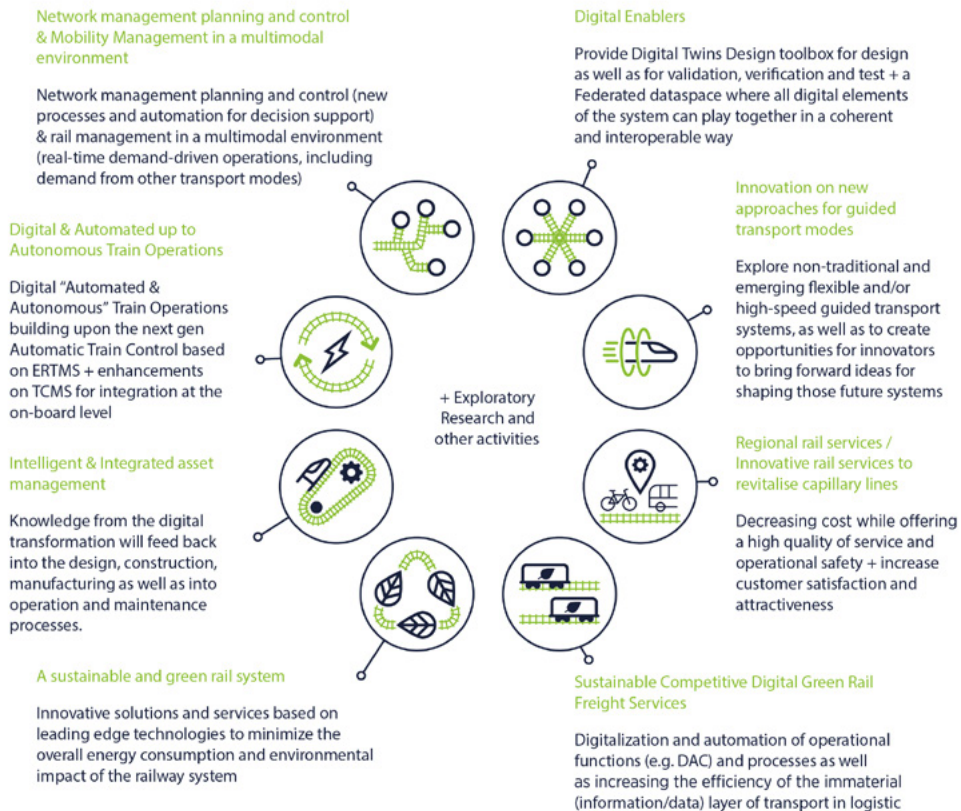 Network management planning and control
& Mobility Management in a multimodal
environment
Network management planning and control (new
processes and automation for decision support)
& rail management in a multimodal environment
(real-time demand-driven operations, including
demand from other transport modes)
Digital Enablers
Provide Digital Twins Design toolbox for design
as well as for validation, verification and test + a
Federated dataspace where all digital elements
of the system can play together in a coherent
and interoperable way
Digital & Automated up to
Autonomous Train Operations
Digital “Automated &
Autonomous” Train Operations
building upon the next gen
Automatic Train Control based
on ERTMS + enhancements
on TCMS for integration at the
on-board level
Innovation on new
approaches for guided
transport modes
Explore non-traditional and
emerging flexible and/or
high-speed guided transport
systems, as well as to create
opportunities for innovators
to bring forward ideas for
shaping those future systems
+ Exploratory
Research and
other activities
Intelligent & Integrated asset
management
Knowledge from the digital
transformation will feed back
into the design, construction,
manufacturing as well as into
operation and maintenance
processes.
Regional rail services /
Innovative rail services to
revitalise capillary lines
Decreasing cost while offering
a high quality of service and
operational safety + increase
customer satisfaction and
attractiveness
A sustainable and green rail system
Innovative solutions and services based on
leading edge technologies to minimize the
overall energy consumption and environmental
impact of the railway system
Sustainable Competitive Digital Green Rail
Freight Services
Digitalization and automation of operational
functions (e.g. DAC) and processes as well
as increasing the efficiency of the immaterial
(information/data) layer of transport in logistic